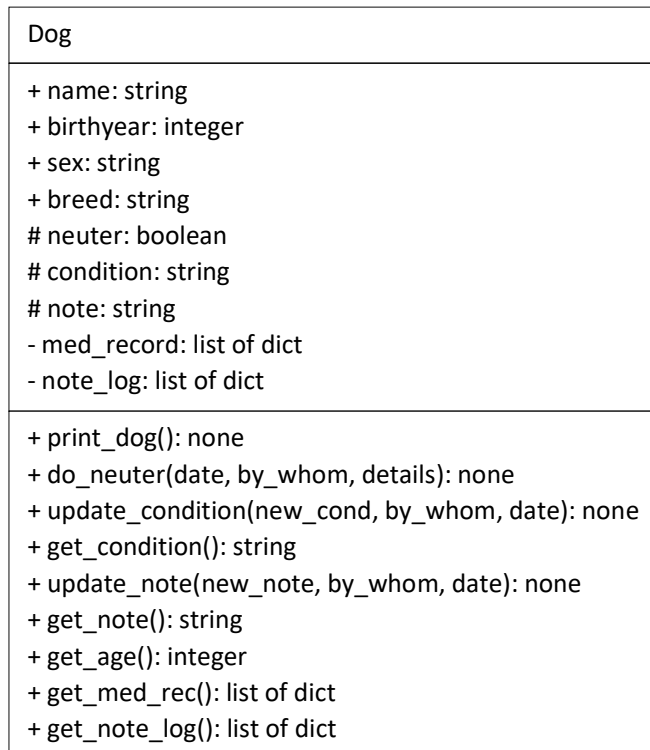 Dog
+ name: string
+ birthyear: integer
+ sex: string
+ breed: string
# neuter: boolean
# condition: string
# note: string
- med_record: list of dict
- note_log: list of dict
+ print_dog(): none
+ do_neuter(date, by_whom, details): none
+ update_condition(new_cond, by_whom, date): none
+ get_condition(): string
+ update_note(new_note, by_whom, date): none
+ get_note(): string
+ get_age(): integer
+ get_med_rec(): list of dict
+ get_note_log(): list of dict